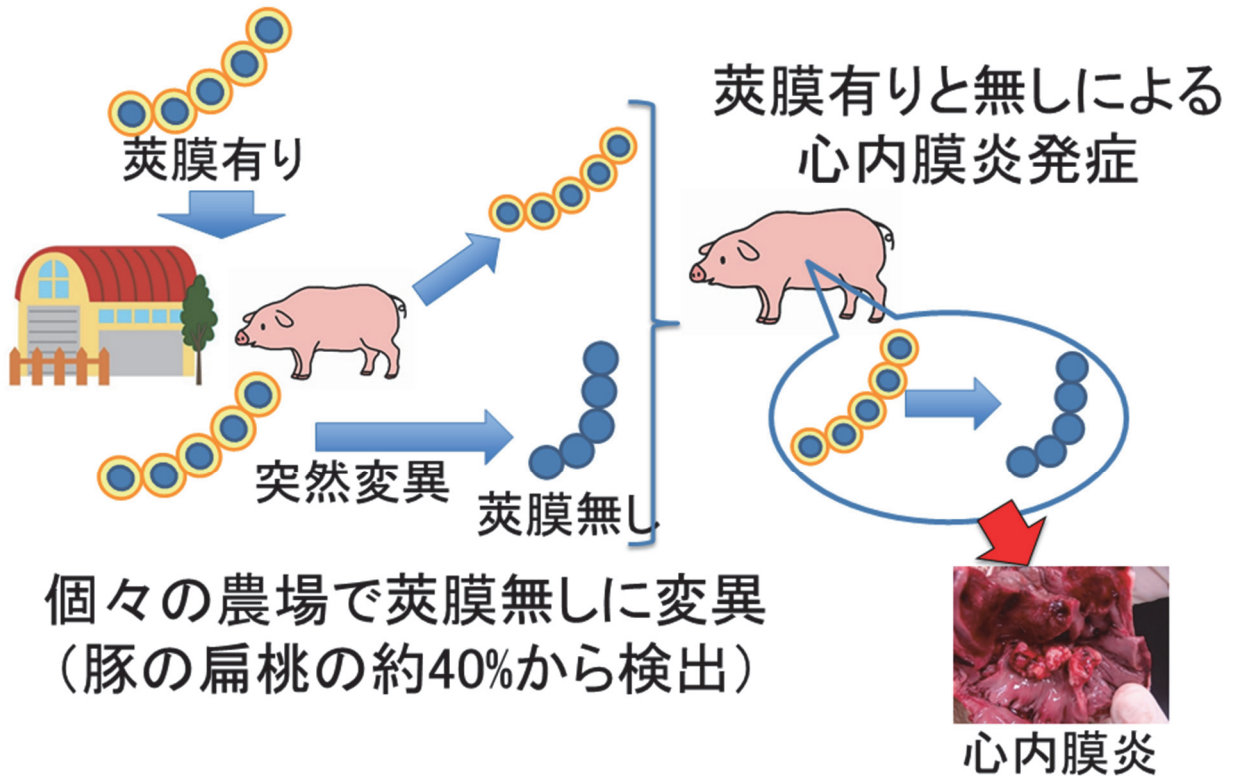 莢膜有り
莢膜有りと無しによる
心内膜炎発症
突然変異
莢膜無し
個々の農場で莢膜無しに変異
（豚の扁桃の約40%から検出）
心内膜炎